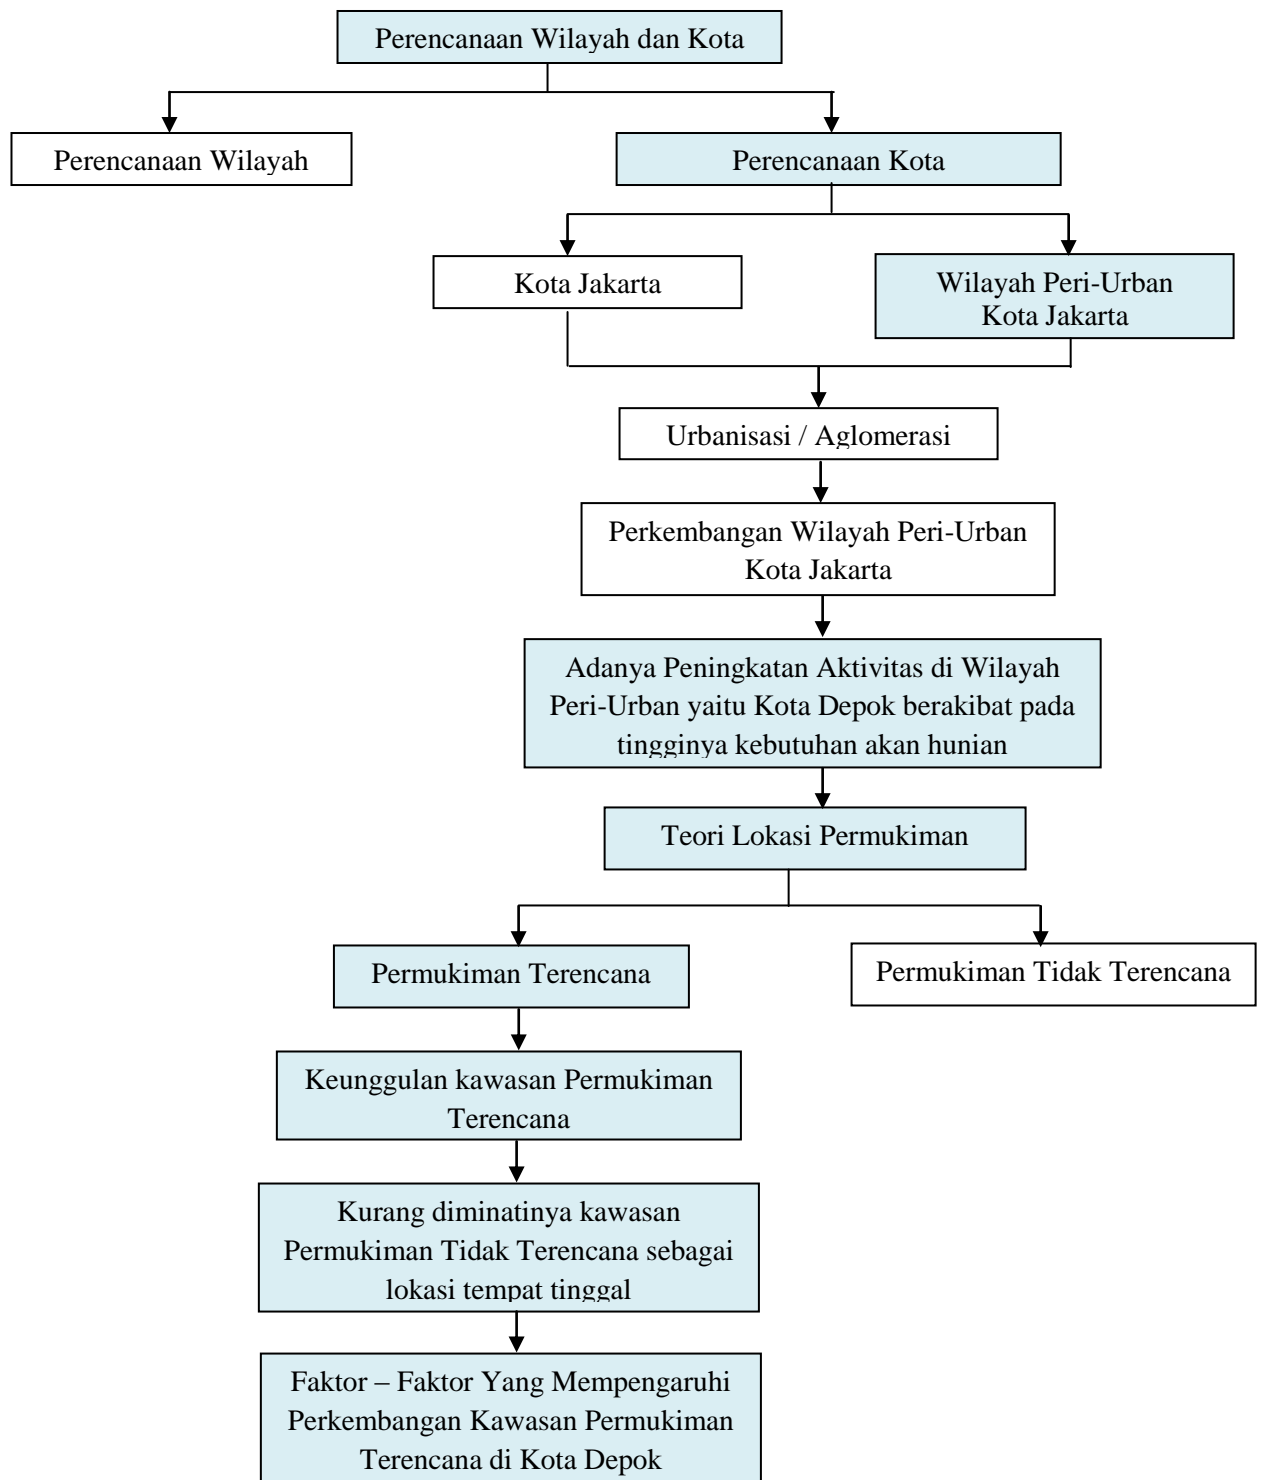 Perencanaan Wilayah dan Kota
Perencanaan Wilayah
Perencanaan Kota
Kota Jakarta
Wilayah Peri-Urban
Kota Jakarta
Urbanisasi / Aglomerasi
Perkembangan Wilayah Peri-Urban
Kota Jakarta
Adanya Peningkatan Aktivitas di Wilayah
Peri-Urban yaitu Kota Depok berakibat pada
tingginya kebutuhan akan hunian
Teori Lokasi Permukiman
Permukiman Terencana
Permukiman Tidak Terencana
Keunggulan kawasan Permukiman
Terencana
Kurang diminatinya kawasan
Permukiman Tidak Terencana sebagai
lokasi tempat tinggal
Faktor – Faktor Yang Mempengaruhi
Perkembangan Kawasan Permukiman
Terencana di Kota Depok